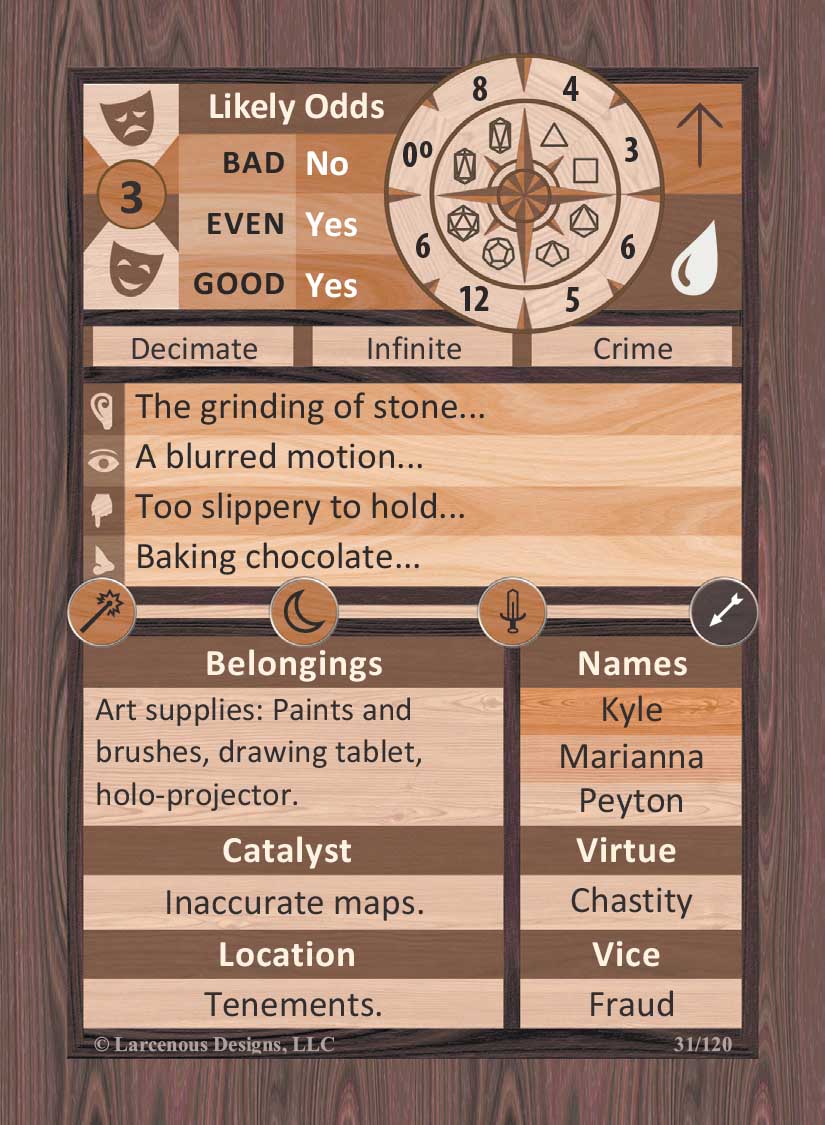 Likely Odds
3
BAD No
EVEN Yes
GOOD Yes
8 4
0º 3
6 6
12 5
Decimate Infinite Crime
The grinding of stone...
A blurred motion...
Too slippery to hold...
Baking chocolate...
Belongings
Art supplies: Paints and
brushes, drawing tablet,
holo-projector.
Names
Kyle
Marianna
Peyton
Catalyst
Inaccurate maps.
Virtue
Chastity
Location
Tenements.
Vice
Fraud
© Larcenous Designs, LLC 31/120